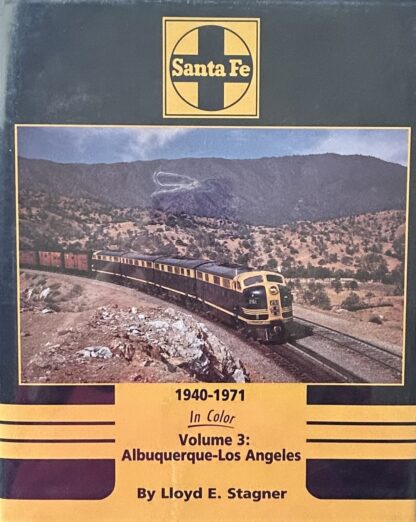 Santa Fe
1940-1971
In Color
Volume 3:
Albuquerque-Los Angeles
By Lloyd E. Stagner